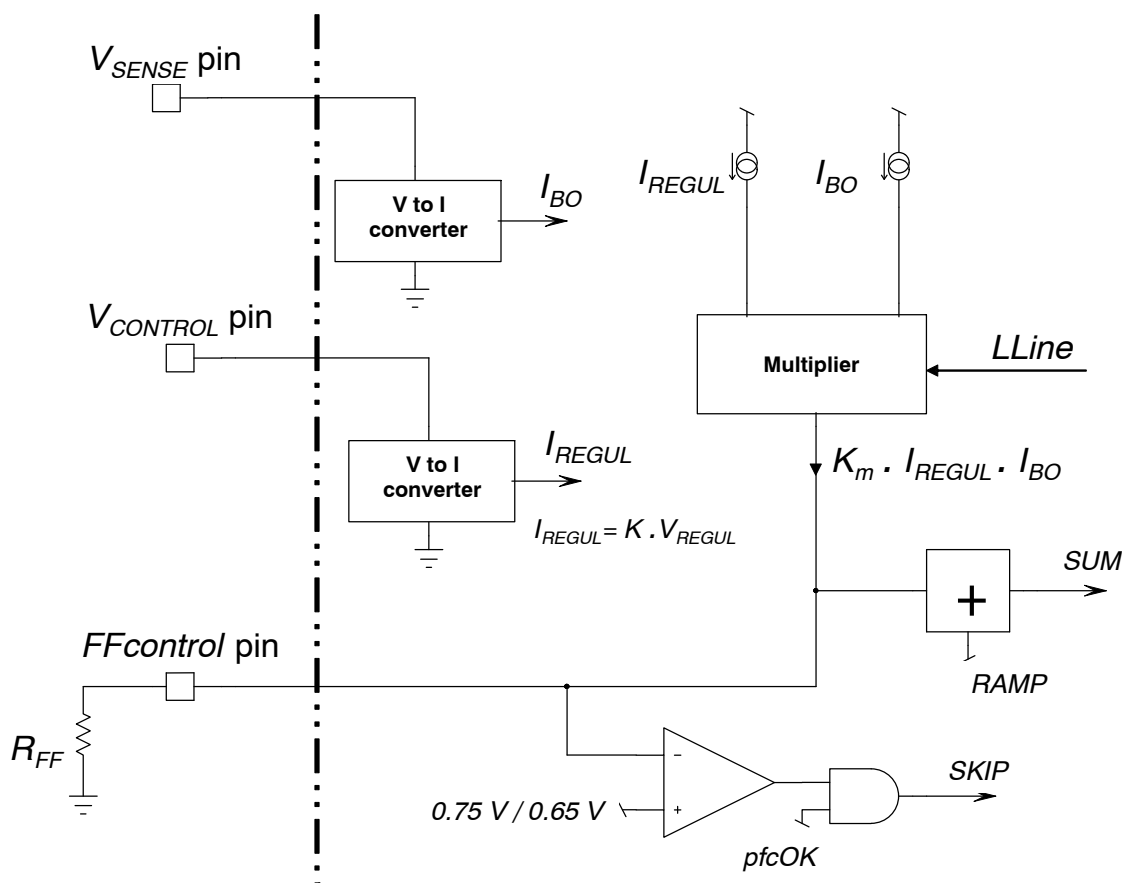 V_SENSE pin
V to I
converter
I_BO
I_REGUL
I_BO
V_CONTROL pin
Multiplier
LLine
V to I
converter
I_REGUL
I_REGUL = K . V_REGUL
K_m . I_REGUL . I_BO
+
SUM
RAMP
FFcontrol pin
R_FF
−
+
0.75 V / 0.65 V
pfcOK
SKIP